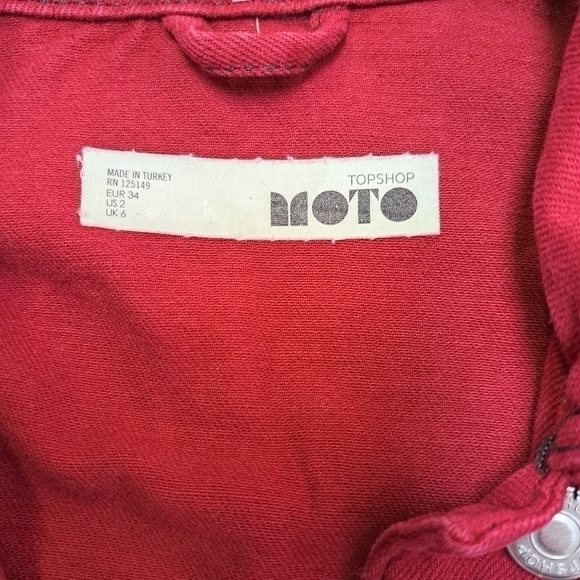 MADE IN TURKEY
RN 125149
EUR 34
US 2
UK 6
TOPSHOP
MOTO